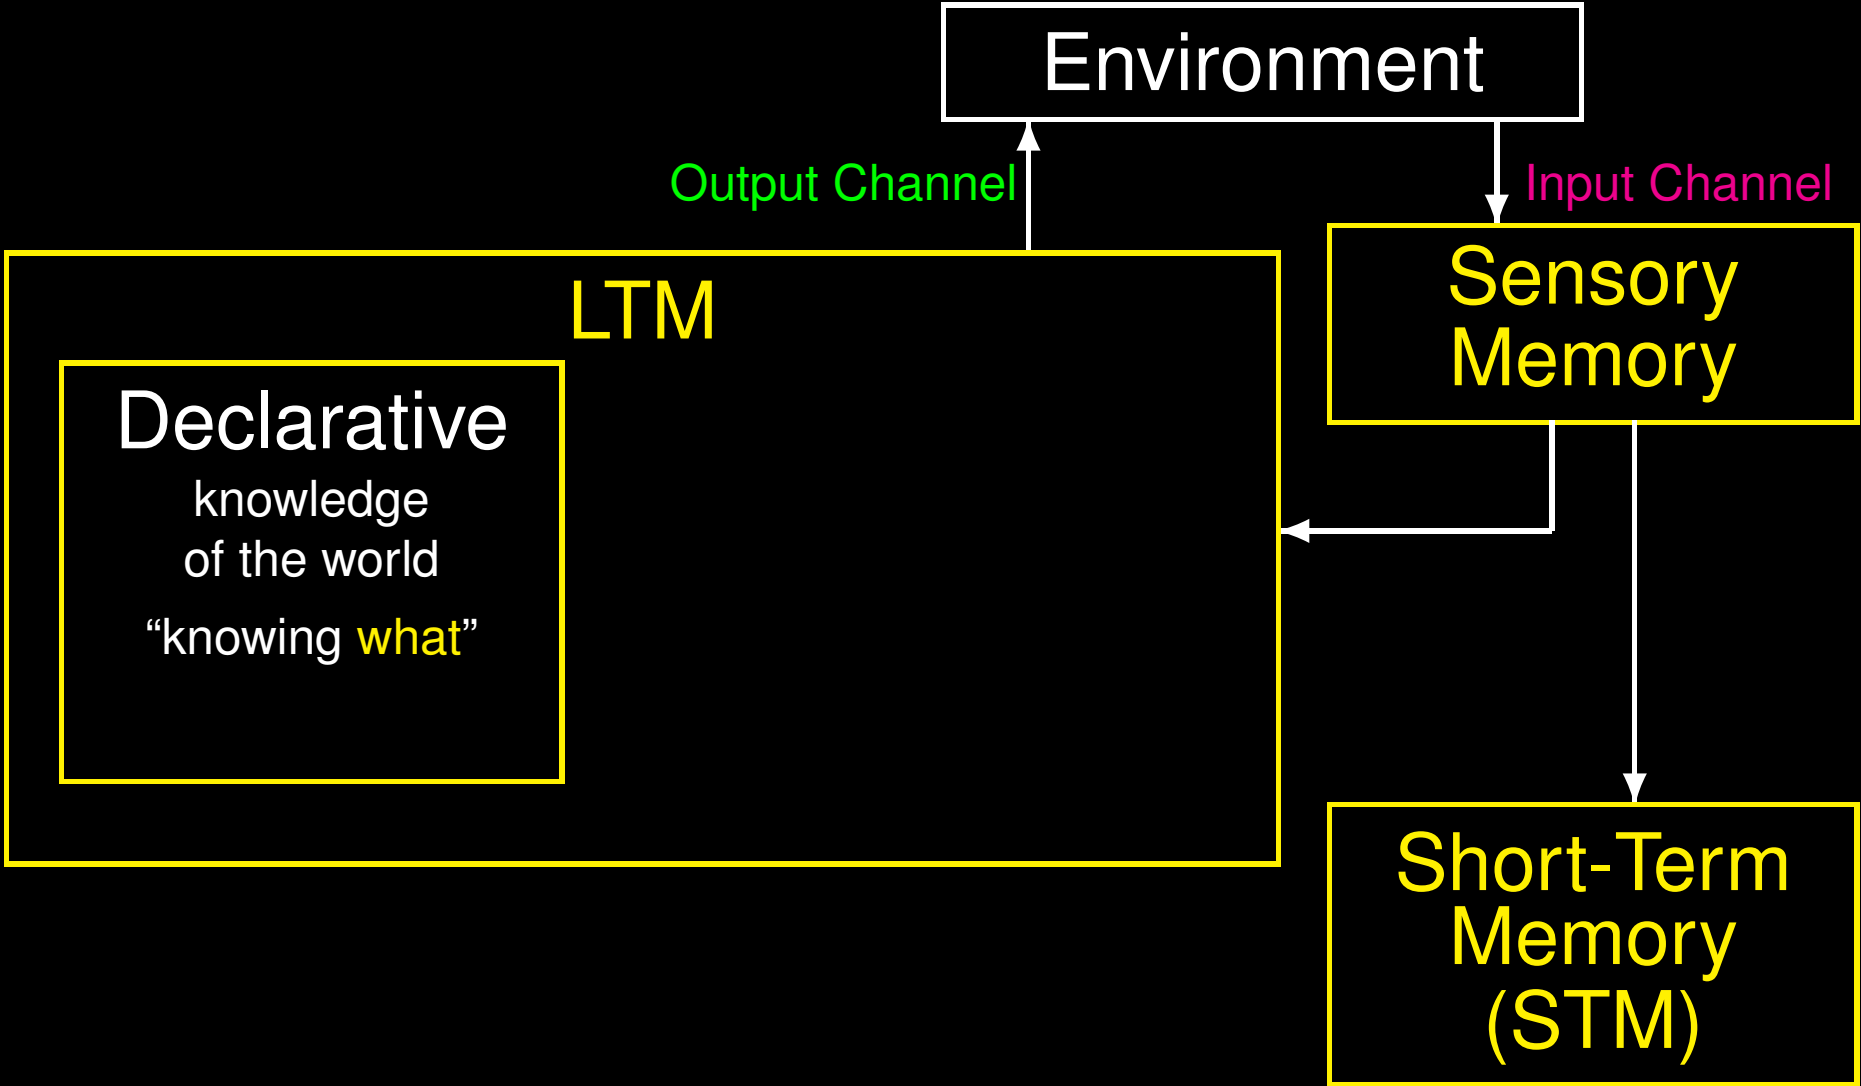 Environment
Output Channel
Input Channel
LTM
Sensory
Memory
Declarative
knowledge
of the world
“knowing what”
Short-Term
Memory
(STM)